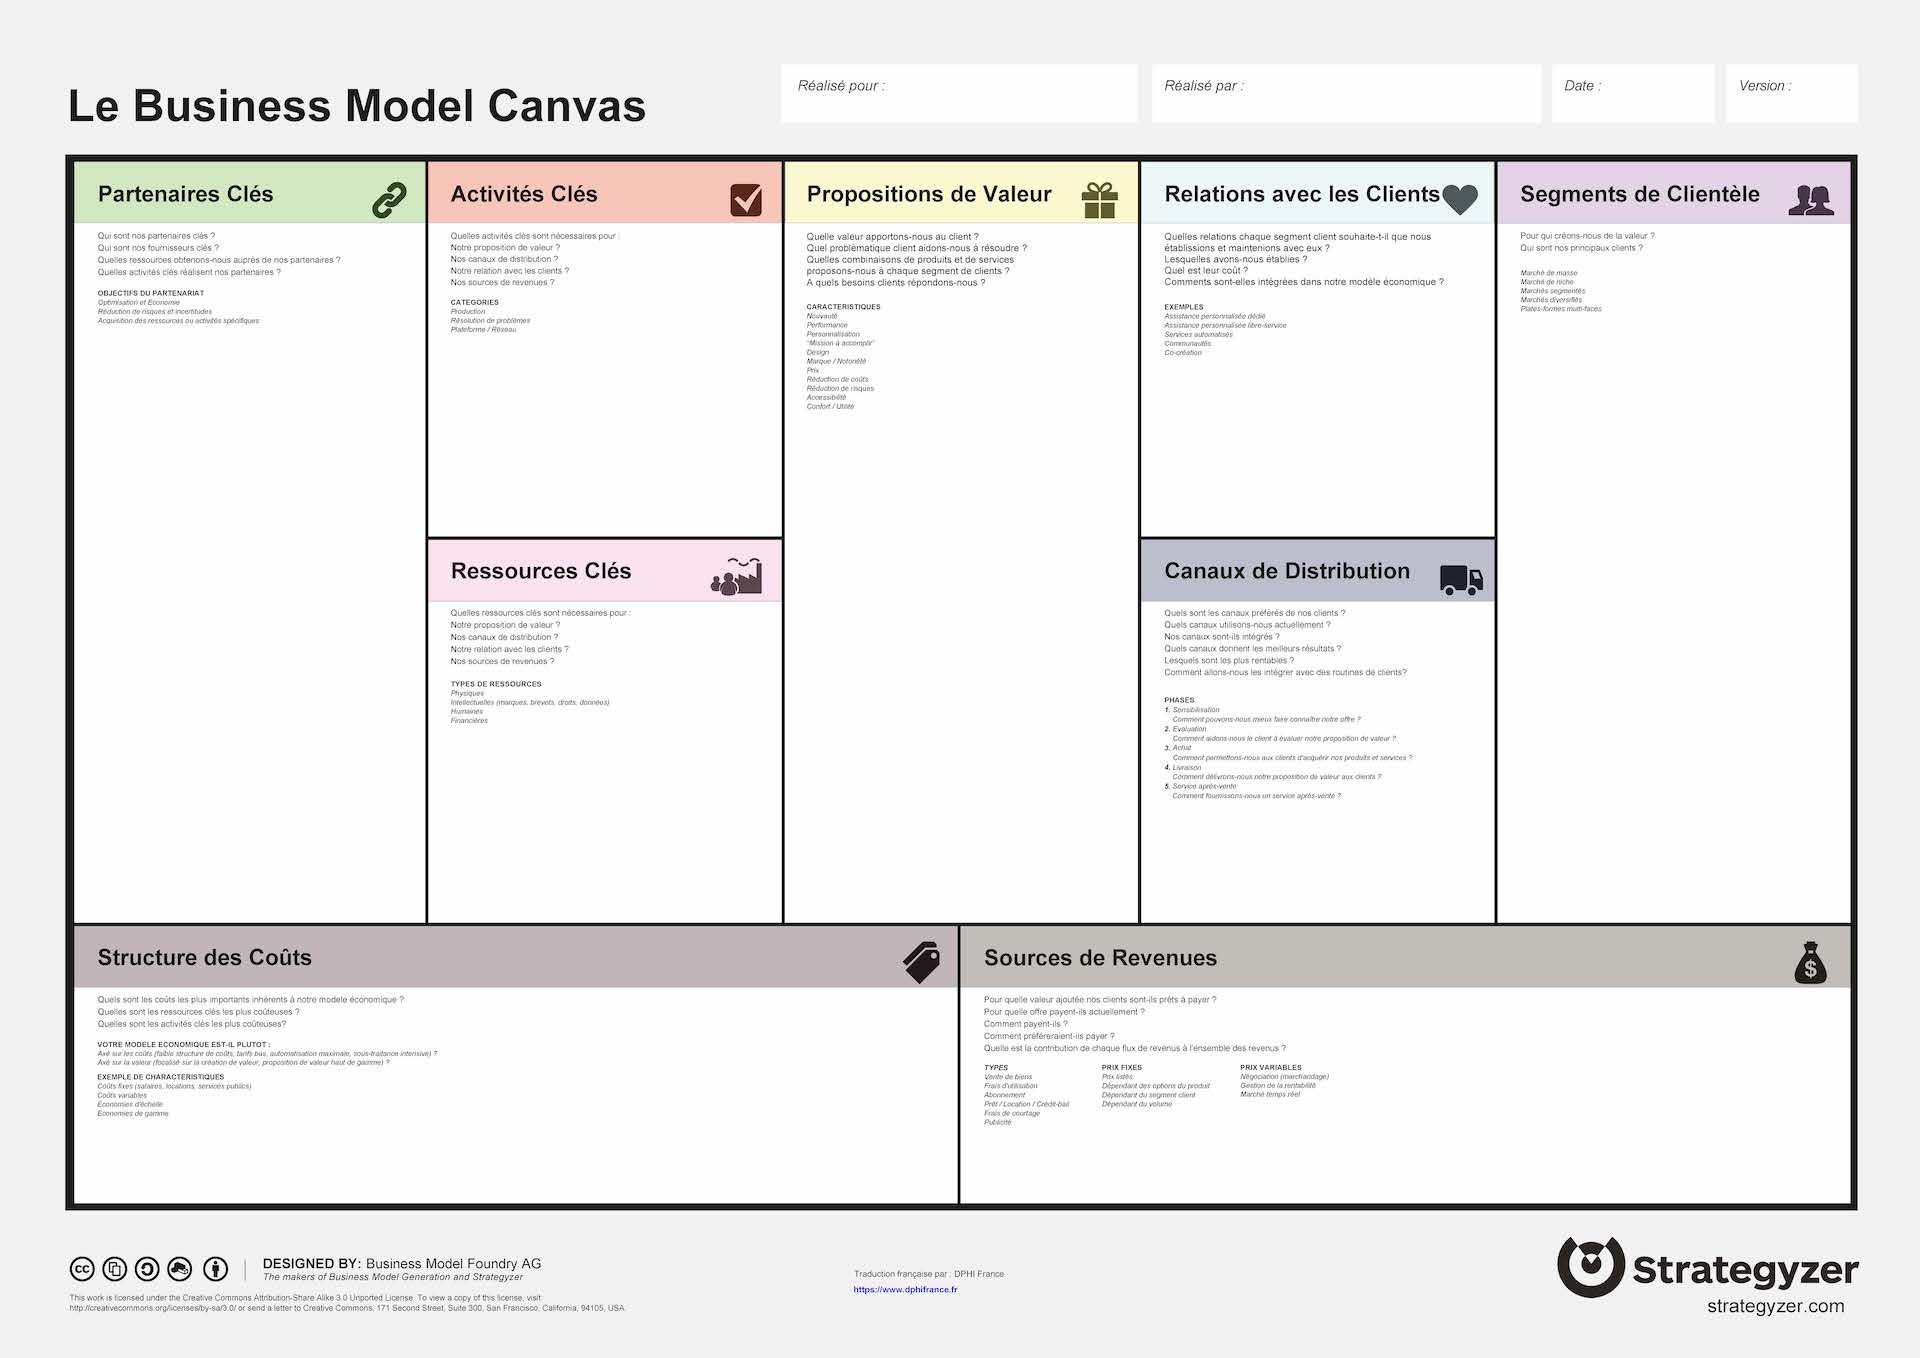 Le Business Model Canvas
Réalisé pour :
Réalisé par :
Date :
Version :
Partenaires Clés
Qui sont nos partenaires clés ?
Qui sont nos fournisseurs clés ?
Quelles ressources obtenons-nous auprès de nos partenaires ?
Quelles activités clés réalisent nos partenaires ?
OBJECTIFS DU PARTENARIAT
Optimisation et Economie
Réduction de risques et incertitudes
Acquisition des ressources ou activités spécifiques
Activités Clés
Quelles activités clés sont nécessaires pour :
Notre proposition de valeur ?
Nos canaux de distribution ?
Notre relation avec les clients ?
Nos sources de revenues ?
CATEGORIES
Production
Résolution de problèmes
Plateforme / Réseau
Ressources Clés
Quelles ressources clés sont nécessaires pour :
Notre proposition de valeur ?
Nos canaux de distribution ?
Notre relation avec les clients ?
Nos sources de revenues ?
TYPES DE RESSOURCES
Physiques
Intellectuelles (marques, brevets, droits, données)
Humaines
Financières
Propositions de Valeur
Quelle valeur apportons-nous au client ?
Quel problématique client aidons-nous à résoudre ?
Quelles combinaisons de produits et de services
proposons-nous à chaque segment de clients ?
A quels besoins clients répondons-nous ?
CARACTERISTIQUES
Nouvauté
Performance
Personnalisation
"Mission à accomplir"
Design
Marque / Notoriété
Prix
Réduction de coûts
Réduction de risques
Accessibilité
Confort / Utilité
Relations avec les Clients
Quelles relations chaque segment client souhaite-t-il que nous
établissions et maintenions avec eux ?
Lesquelles avons-nous établies ?
Quel est leur coût ?
Comments sont-elles intégrées dans notre modèle économique ?
EXEMPLES
Assistance personnalisée dédié
Assistance personnalisée libre-service
Services automatisés
Communautés
Co-création
Canaux de Distribution
Quels sont les canaux préférés de nos clients ?
Quels canaux utilisons-nous actuellement ?
Nos canaux sont-ils intégrés ?
Quels canaux donnent les meilleurs résultats ?
Lesquels sont les plus rentables ?
Comment allons-nous les intégrer avec des routines de clients?
PHASES
1. Sensibilisation
Comment pouvons-nous mieux faire connaître notre offre ?
2. Evaluation
Comment aidons-nous le client à évaluer notre proposition de valeur ?
3. Achat
Comment permettons-nous aux clients d'acquérir nos produits et services ?
4. Livraison
Comment délivrons-nous notre proposition de valeur aux clients ?
5. Service après-vente
Comment fournissons-nous un service après-vente ?
Segments de Clientèle
Pour qui créons-nous de la valeur ?
Qui sont nos principaux clients ?
Marché de masse
Marché de niche
Marchés segmentés
Marchés diversifiés
Plates-formes multi-faces
Structure des Coûts
Quels sont les coûts les plus importants inhérents à notre modele économique ?
Quelles sont les ressources clés les plus coûteuses ?
Quelles sont les activités clés les plus coûteuses?
VOTRE MODELE ECONOMIQUE EST-IL PLUTOT :
Axé sur les coûts (faible structure de coûts, tarifs bas, automatisation maximale, sous-traitance intensive) ?
Axé sur la valeur (focalisé sur la création de valeur, proposition de valeur haut de gamme) ?
EXEMPLE DE CHARACTERISTIQUES
Coûts fixes (salaires, locations, services publics)
Coûts variables
Economies d'échelle
Economies de gamme
Sources de Revenues
Pour quelle valeur ajoutée nos clients sont-ils prêts à payer ?
Pour quelle offre payent-ils actuellement ?
Comment payent-ils ?
Comment préféreraient-ils payer ?
Quelle est la contribution de chaque flux de revenus à l'ensemble des revenus ?
TYPES
Vente de biens
Frais d'utilisation
Abonnement
Prêt / Location / Crédit-bail
Frais de courtage
Publicité
PRIX FIXES
Prix listés
Dépendant des options du produit
Dépendant du segment client
Dépendant du volume
PRIX VARIABLES
Négociation (marchandage)
Gestion de la rentabilité
Marché temps réel
DESIGNED BY: Business Model Foundry AG
The makers of Business Model Generation and Strategyzer
This work is licensed under the Creative Commons Attribution-Share Alike 3.0 Unported License. To view a copy of this license, visit:
http://creativecommons.org/licenses/by-sa/3.0/ or send a letter to Creative Commons, 171 Second Street, Suite 300, San Francisco, California, 94105, USA.
Traduction française par : DPHI France
https://www.dphifrance.fr
Strategyzer
strategyzer.com